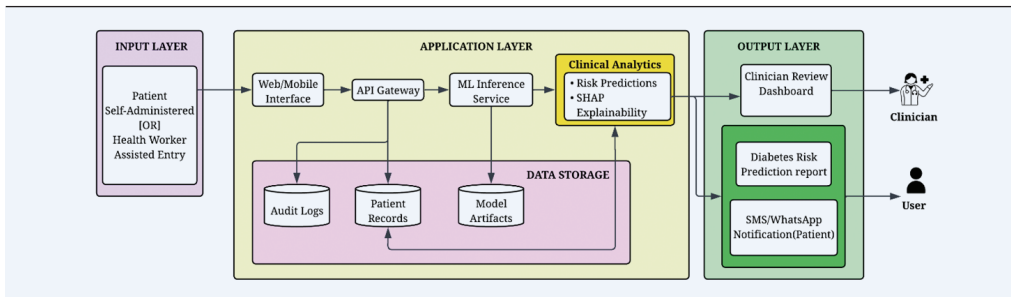 INPUT LAYER
Patient
Self-Administered
[OR]
Health Worker
Assisted Entry
APPLICATION LAYER
Web/Mobile
Interface
API Gateway
ML Inference
Service
Clinical Analytics
• Risk Predictions
• SHAP
Explainability
DATA STORAGE
Audit Logs
Patient
Records
Model
Artifacts
OUTPUT LAYER
Clinician Review
Dashboard
Diabetes Risk
Prediction report
SMS/WhatsApp
Notification(Patient)
Clinician
User